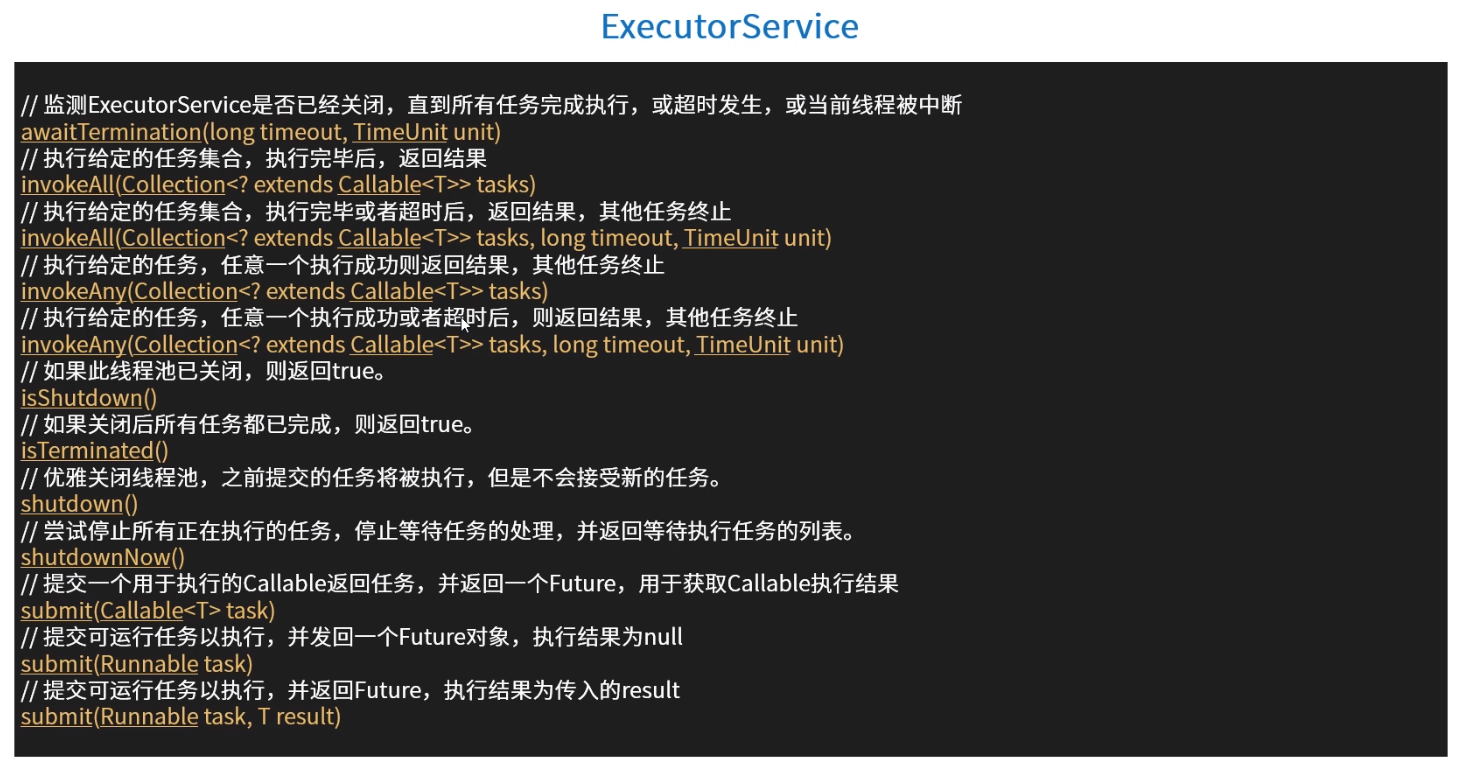 ExecutorService
// 监测ExecutorService是否已经关闭，直到所有任务完成执行，或超时发生，或当前线程被中断
awaitTermination(long timeout, TimeUnit unit)
// 执行给定的任务集合，执行完毕后，返回结果
invokeAll(Collection<? extends Callable<T>> tasks)
// 执行给定的任务集合，执行完毕或者超时后，返回结果，其他任务终止
invokeAll(Collection<? extends Callable<T>> tasks, long timeout, TimeUnit unit)
// 执行给定的任务，任意一个执行成功则返回结果，其他任务终止
invokeAny(Collection<? extends Callable<T>> tasks)
// 执行给定的任务，任意一个执行成功或者超时后，则返回结果，其他任务终止
invokeAny(Collection<? extends Callable<T>> tasks, long timeout, TimeUnit unit)
// 如果此线程池已关闭，则返回true。
isShutdown()
// 如果关闭后所有任务都已完成，则返回true。
isTerminated()
// 优雅关闭线程池，之前提交的任务将被执行，但是不会接受新的任务。
shutdown()
// 尝试停止所有正在执行的任务，停止等待任务的处理，并返回等待执行任务的列表。
shutdownNow()
// 提交一个用于执行的Callable返回任务，并返回一个Future，用于获取Callable执行结果
submit(Callable<T> task)
// 提交可运行任务以执行，并发回一个Future对象，执行结果为null
submit(Runnable task)
// 提交可运行任务以执行，并返回Future，执行结果为传入的result
submit(Runnable task, T result)